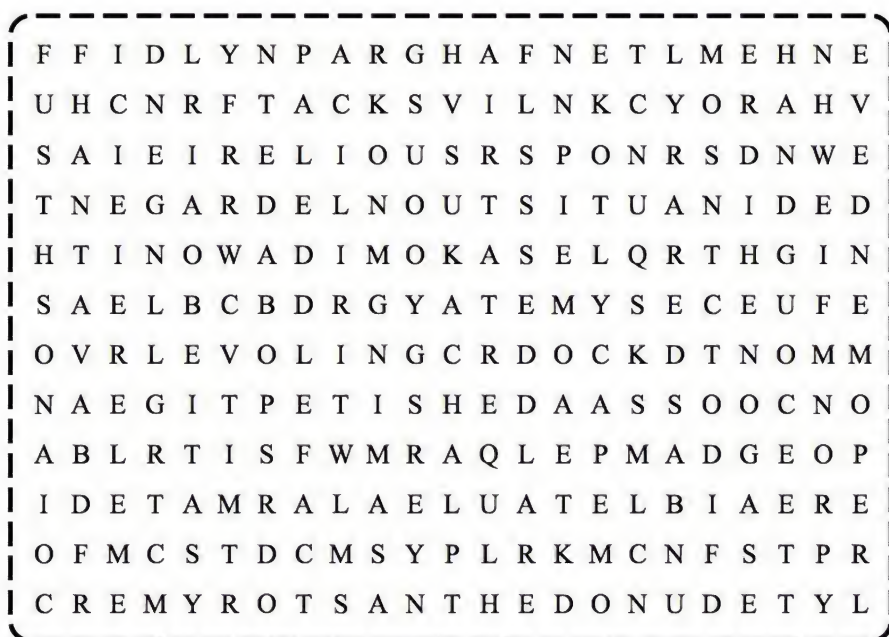 F F I D L Y N P A R G H A F N E T L M E H N E
U H C N R F T A C K S V I L N K C Y O R A H V
S A I E I R E L I O U S R S P O N R S D N W E
T N E G A R D E L N O U T S I T U A N I D E D
H T I N O W A D I M O K A S E L Q R T H G I N
S A E L B C B D R G Y A T E M Y S E C E U F E
O V R L E V O L I N G C R D O C K D T N O M M
N A E G I T P E T I S H E D A A S S O O C N O
A B L R T I S F W M R A Q L E P M A D G E O P
I D E T A M R A L A E L U A T E L B I A E R E
O F M C S T D C M S Y P L R K M C N F S T P R
C R E M Y R O T S A N T H E D O N U D E T Y L